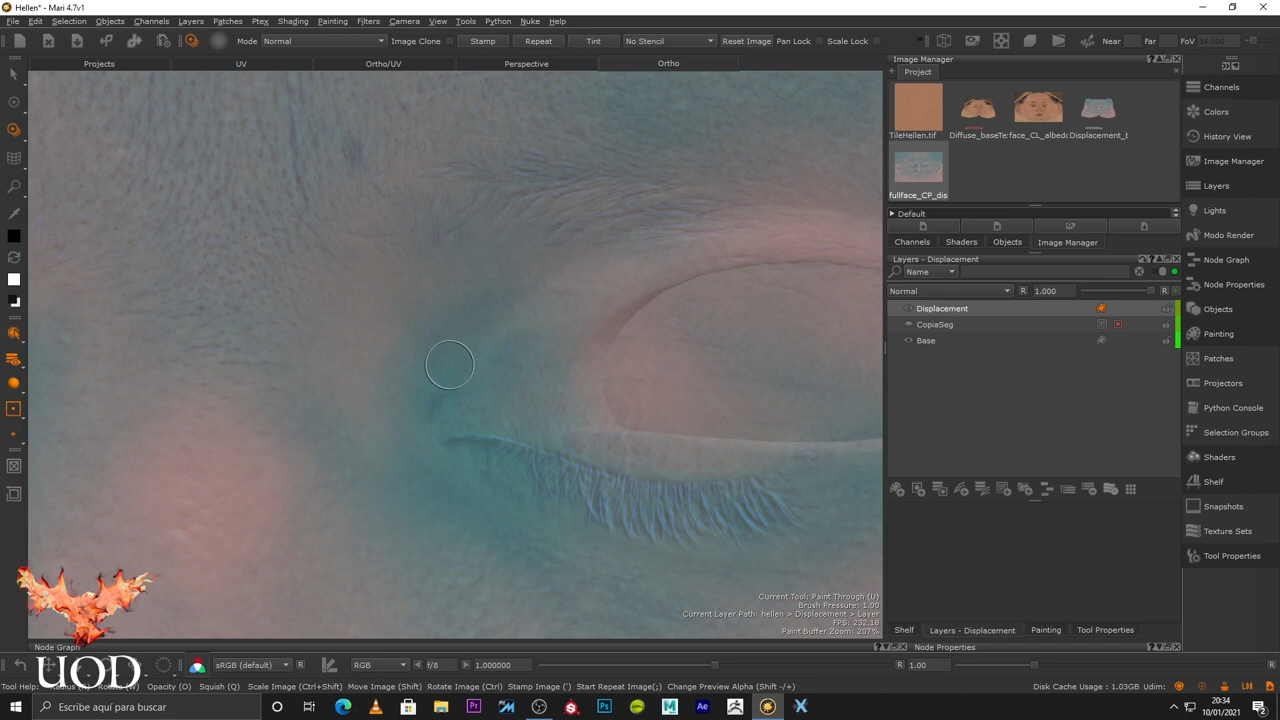 Hellen* - Mari 4.7v1
File Edit Selection Objects Channels Layers Patches Ptex Shading Painting Filters Camera View Tools Python Nuke Help
Mode Normal Image Clone Stamp Repeat Tint No Stencil Reset Image Pan Lock Scale Lock » Near Far FoV 24.000
Projects UV Ortho/UV Perspective Ortho
Image Manager
Project
TileHellen.tif Diffuse_baseTe: face_CL_albedo Displacement_b
fullface_CP_dis
Default
Channels Shaders Objects Image Manager
Layers - Displacement
Name
Normal R 1.000 R
Displacement
CopiaSeg
Base
Channels
Colors
History View
Image Manager
Layers
Lights
Modo Render
Node Graph
Node Properties
Objects
Painting
Patches
Projectors
Python Console
Selection Groups
Shaders
Shelf
Snapshots
Texture Sets
Tool Properties
Current Tool: Paint Through (U)
Brush Pressure: 1.00
Current Layer Path: hellen > Displacement > Layer
FPS: 232.18
Paint Buffer Zoom: 207%
Shelf Layers - Displacement Painting Tool Properties
Node Graph Node Properties
UOD
sRGB (default) R RGB f/8 1.000000 R 1.00 R
Tool Help: Radius (R) Rotate (W) Opacity (O) Squish (Q) Scale Image (Ctrl+Shift) Move Image (Shift) Rotate Image (Ctrl) Stamp Image (') Start Repeat Image(;) Change Preview Alpha (Shift -/+) Disk Cache Usage : 1.03GB Udim:
Escribe aquí para buscar
20:34
10/01/2021
2